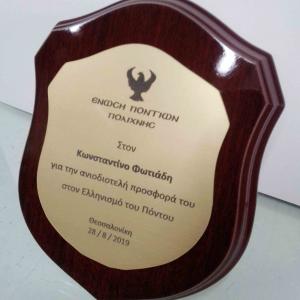 ΕΝΩΣΗ ΠΟΝΤΙΩΝ
ΠΟΛΙΧΝΗΣ
Στον
Κωνσταντίνο Φωτιάδη
για την ανιδιοτελή προσφορά του
στον Ελληνισμό του Πόντου
Θεσσαλονίκη
28 / 8 / 2019